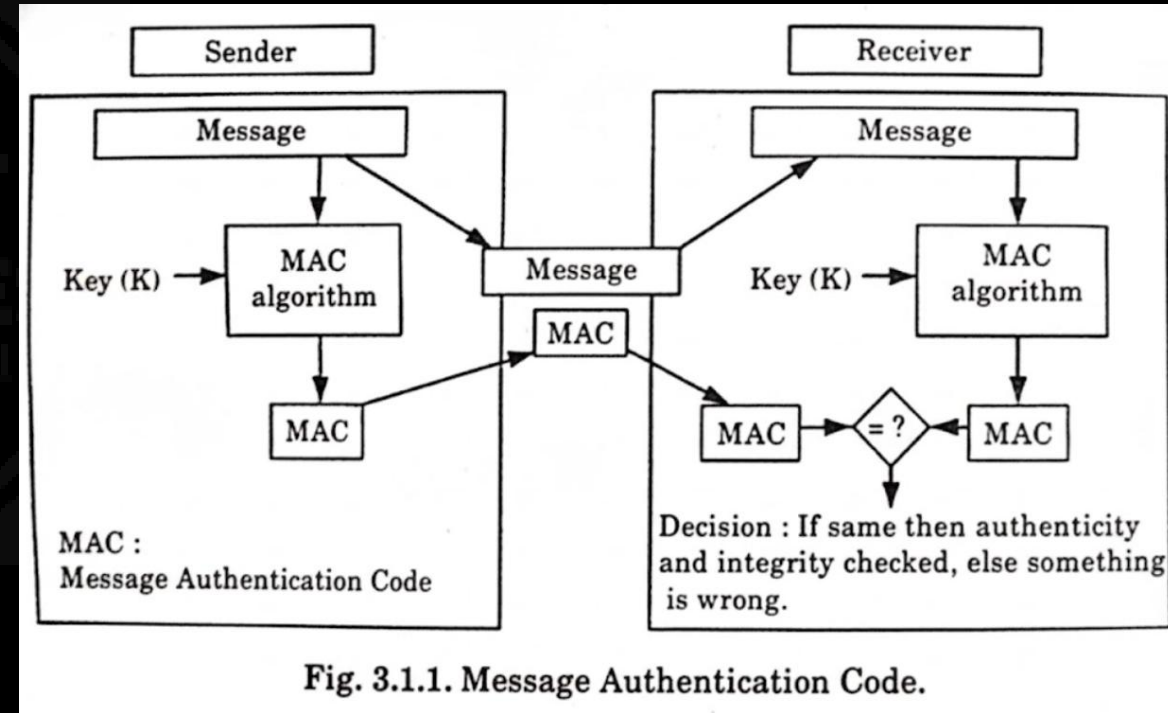 Sender
Receiver
Message
Message
MAC
algorithm
Key (K)
Message
MAC
MAC
Key (K)
MAC
algorithm
MAC
= ?
MAC
MAC :
Message Authentication Code
Decision : If same then authenticity
and integrity checked, else something
is wrong.
Fig. 3.1.1. Message Authentication Code.